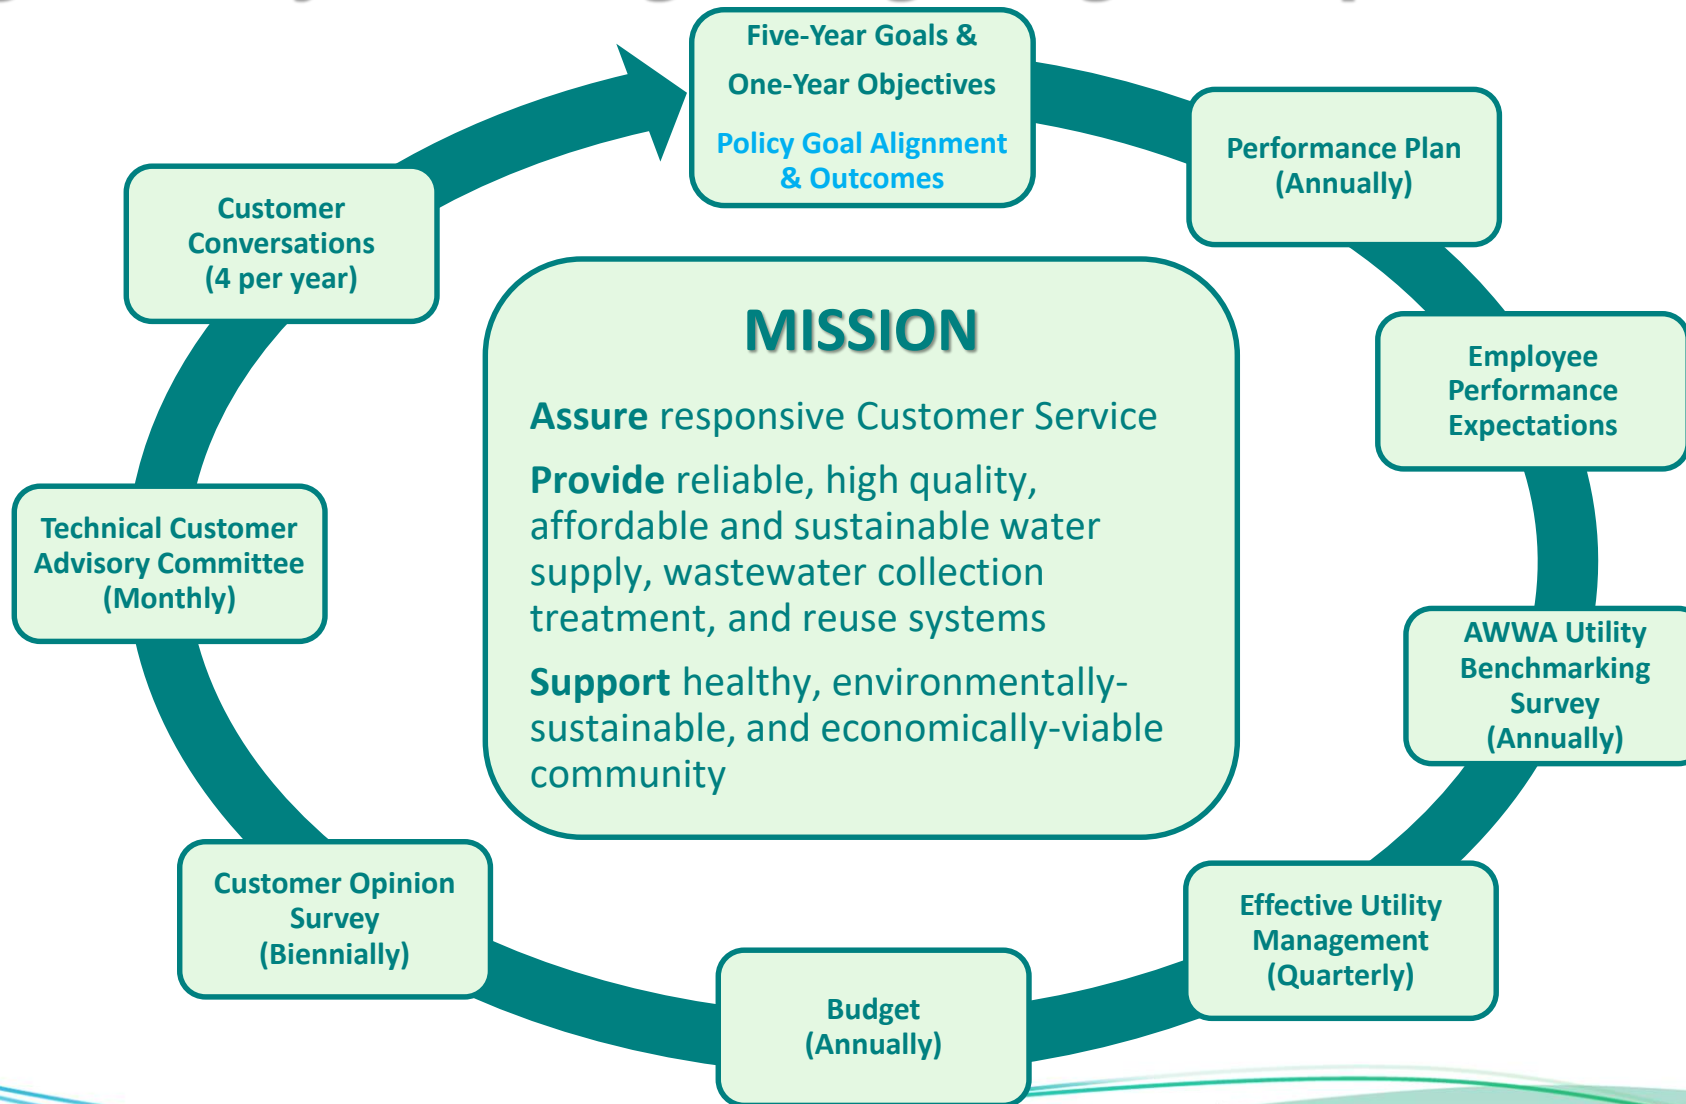 Five-Year Goals &
One-Year Objectives
Policy Goal Alignment
& Outcomes
Performance Plan
(Annually)
Employee
Performance
Expectations
AWWA Utility
Benchmarking
Survey
(Annually)
Effective Utility
Management
(Quarterly)
Budget
(Annually)
Customer Opinion
Survey
(Biennially)
Technical Customer
Advisory Committee
(Monthly)
Customer
Conversations
(4 per year)
MISSION
Assure responsive Customer Service
Provide reliable, high quality,
affordable and sustainable water
supply, wastewater collection
treatment, and reuse systems
Support healthy, environmentally-
sustainable, and economically-viable
community